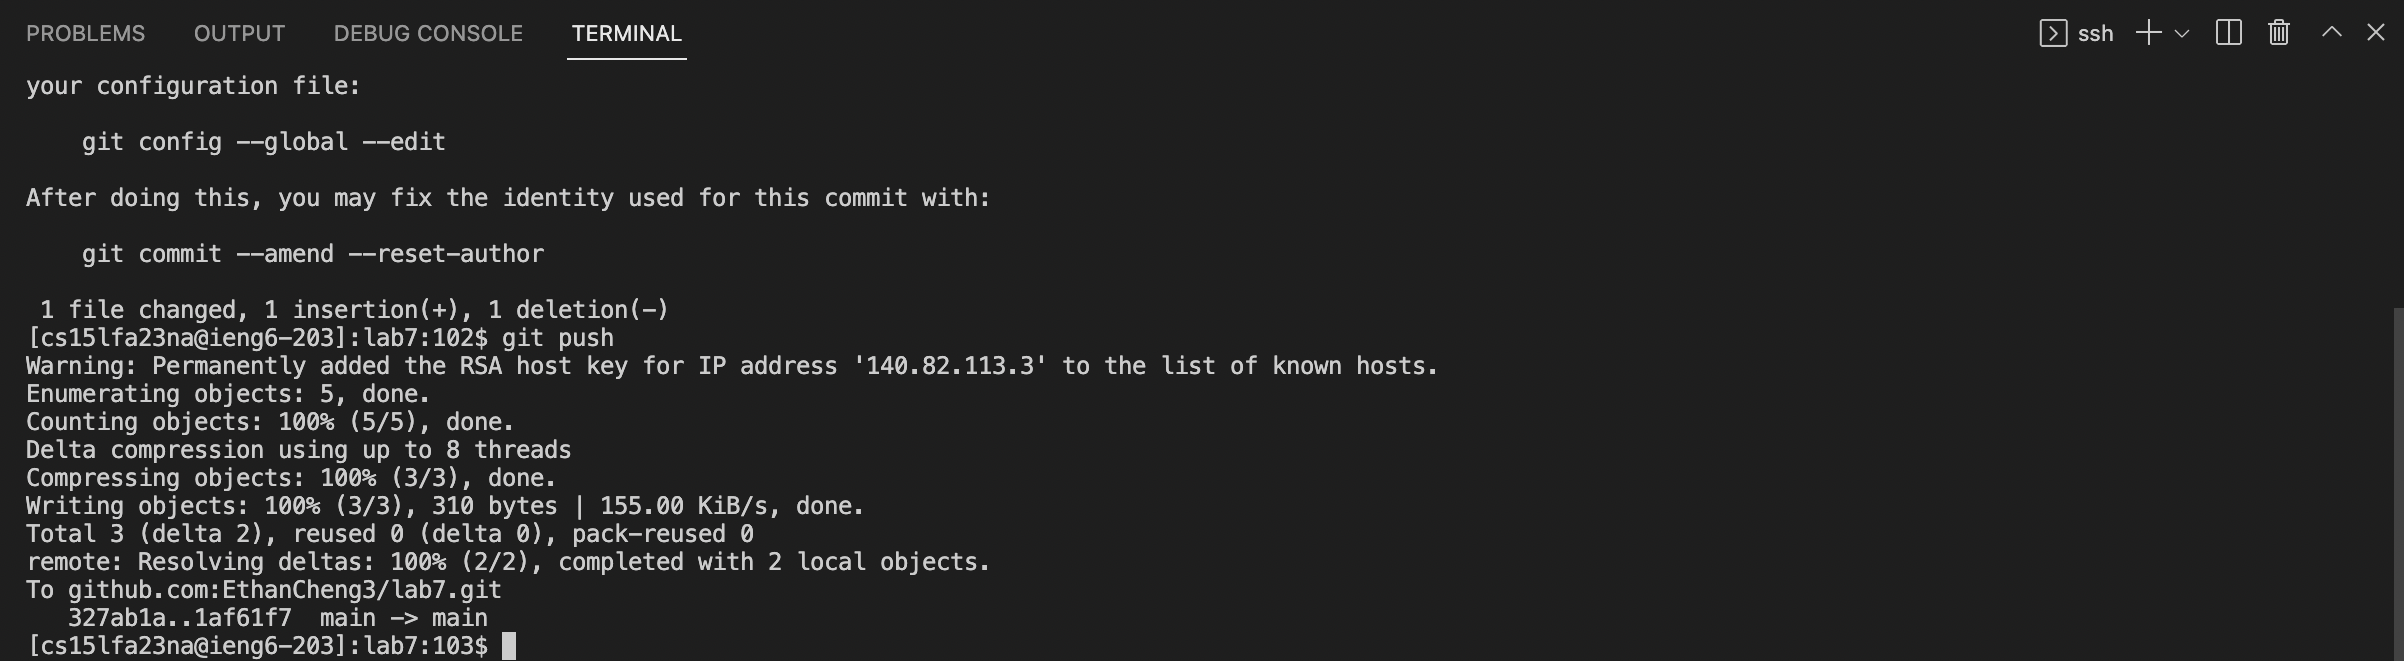 PROBLEMS OUTPUT DEBUG CONSOLE TERMINAL ssh
your configuration file:
git config --global --edit
After doing this, you may fix the identity used for this commit with:
git commit --amend --reset-author
1 file changed, 1 insertion(+), 1 deletion(-)
[cs15lfa23na@ieng6-203]:lab7:102$ git push
Warning: Permanently added the RSA host key for IP address '140.82.113.3' to the list of known hosts.
Enumerating objects: 5, done.
Counting objects: 100% (5/5), done.
Delta compression using up to 8 threads
Compressing objects: 100% (3/3), done.
Writing objects: 100% (3/3), 310 bytes | 155.00 KiB/s, done.
Total 3 (delta 2), reused 0 (delta 0), pack-reused 0
remote: Resolving deltas: 100% (2/2), completed with 2 local objects.
To github.com:EthanCheng3/lab7.git
327ab1a..1af61f7 main -> main
[cs15lfa23na@ieng6-203]:lab7:103$